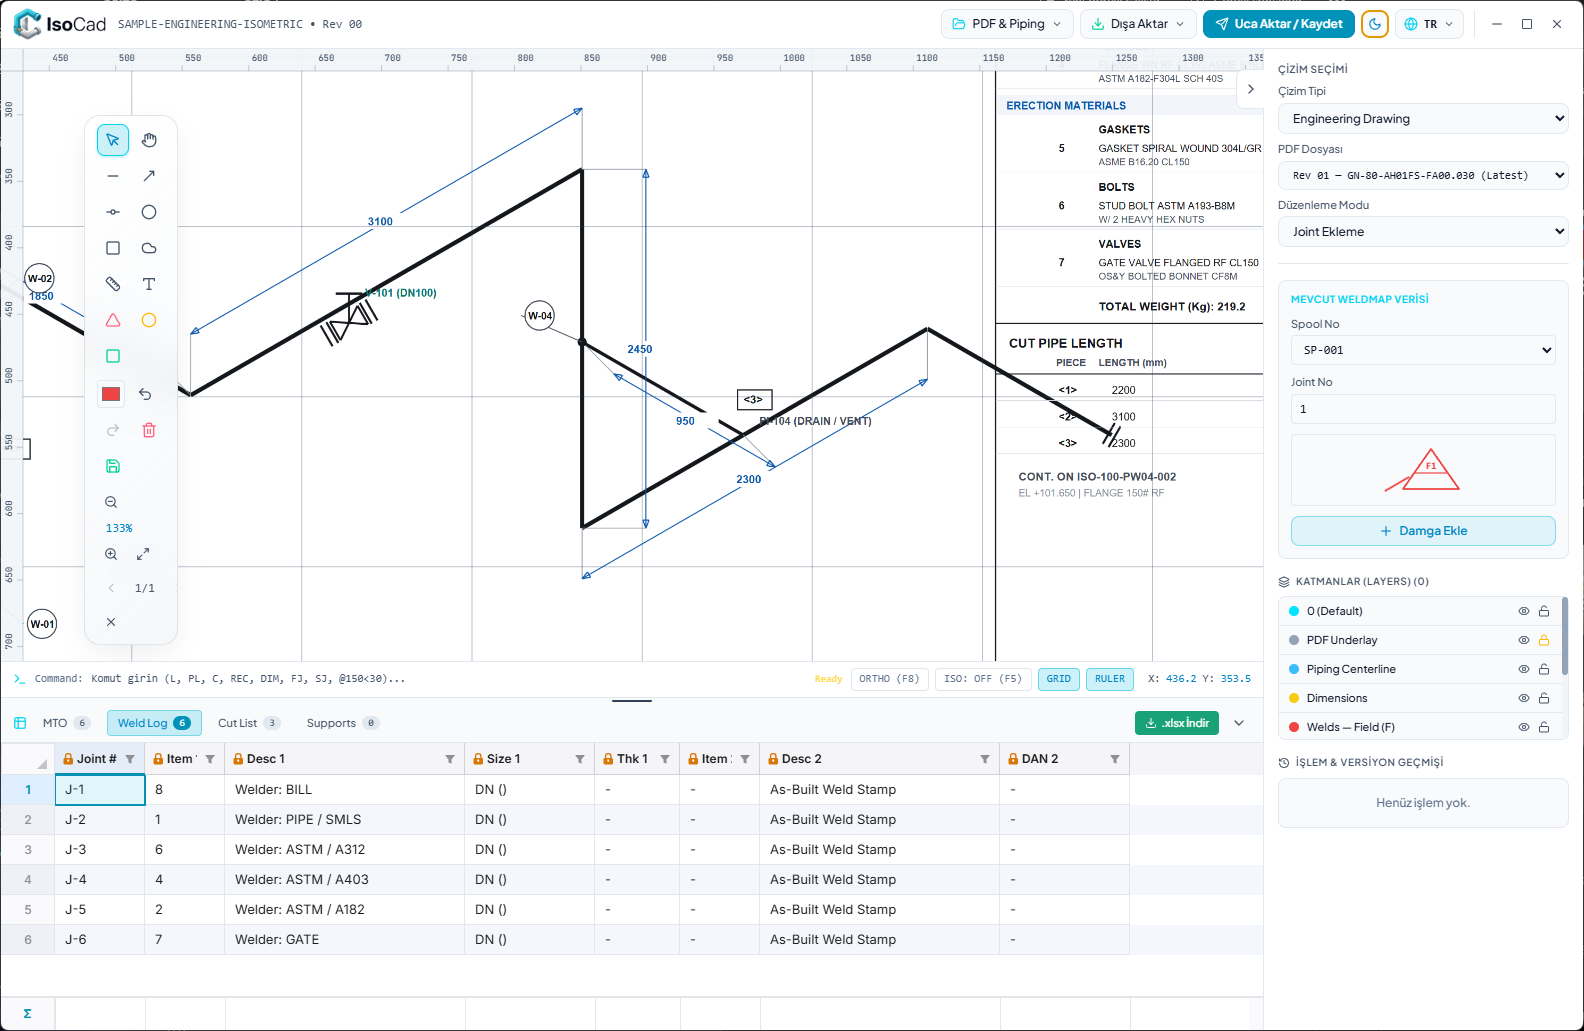 IsoCad
SAMPLE-ENGINEERING-ISOMETRIC • Rev 00
PDF & Piping
Dışa Aktar
Uca Aktar / Kaydet
TR
450 500 550 600 650 700 750 800 850 900 950 1000 1050 1100 1150 1200 1250
300
350
400
450
500
550
600
650
700
W-02
1850
3100
V-101 (DN100)
W-04
2450
<3>
950
(DRAIN / VENT)
2300
W-01
133%
1/1
ASTM A182-F304L SCH 40S
ERECTION MATERIALS
GASKETS
5 GASKET SPIRAL WOUND 304L/GR
ASME B16.20 CL150
BOLTS
6 STUD BOLT ASTM A193-B8M
W/ 2 HEAVY HEX NUTS
VALVES
7 GATE VALVE FLANGED RF CL150
OS&Y BOLTED BONNET CF8M
TOTAL WEIGHT (Kg): 219.2
CUT PIPE LENGTH
PIECE LENGTH (mm)
<1> 2200
<2> 3100
<3> 2300
CONT. ON ISO-100-PW04-002
EL +101.650 | FLANGE 150# RF
Command: Komut girin (L, PL, C, REC, DIM, FJ, SJ, @150<30)...
Ready
ORTHO (F8)
ISO: OFF (F5)
GRID
RULER
X: 436.2 Y: 353.5
MTO 6
Weld Log 6
Cut List 3
Supports 0
.xlsx İndir
Joint # Item Desc 1 Size 1 Thk 1 Item Desc 2 DAN 2
1 J-1 8 Welder: BILL DN () - - As-Built Weld Stamp -
2 J-2 1 Welder: PIPE / SMLS DN () - - As-Built Weld Stamp -
3 J-3 6 Welder: ASTM / A312 DN () - - As-Built Weld Stamp -
4 J-4 4 Welder: ASTM / A403 DN () - - As-Built Weld Stamp -
5 J-5 2 Welder: ASTM / A182 DN () - - As-Built Weld Stamp -
6 J-6 7 Welder: GATE DN () - - As-Built Weld Stamp -
Σ
ÇİZİM SEÇİMİ
Çizim Tipi
Engineering Drawing
PDF Dosyası
Rev 01 — GN-80-AH01FS-FA00.030 (Latest)
Düzenleme Modu
Joint Ekleme
MEVCUT WELDMAP VERİSİ
Spool No
SP-001
Joint No
1
F1
+ Damga Ekle
KATMANLAR (LAYERS) (0)
0 (Default)
PDF Underlay
Piping Centerline
Dimensions
Welds — Field (F)
İŞLEM & VERSİYON GEÇMİŞİ
Henüz işlem yok.